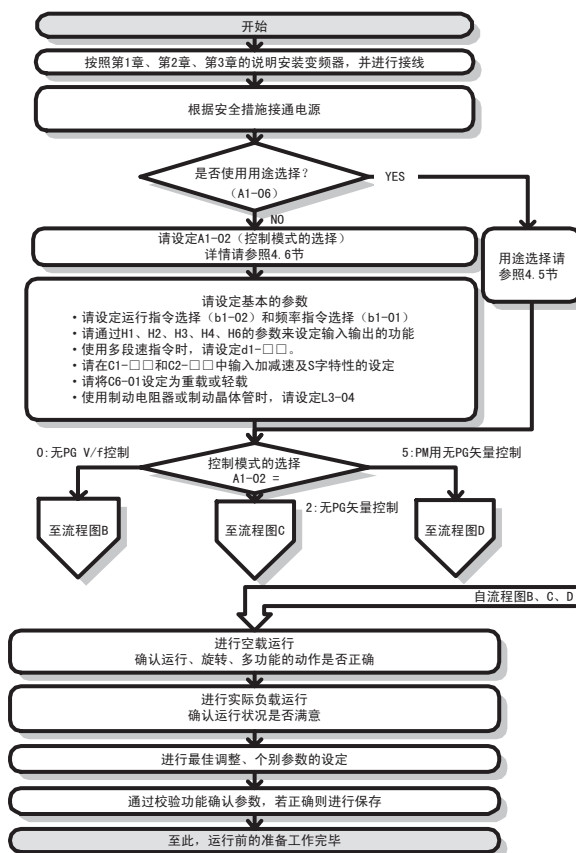 开始
按照第1章、第2章、第3章的说明安装变频器，并进行接线
根据安全措施接通电源
是否使用用途选择？
（A1-06）
YES
NO
请设定A1-02（控制模式的选择）
详情请参照4.6节
用途选择请
参照4.5节
请设定基本的参数
・请设定运行指令选择（b1-02）和频率指令选择（b1-01）
・请通过H1、H2、H3、H4、H6的参数来设定输入输出的功能
・使用多段速指令时，请设定d1-□□。
・请在C1-□□和C2-□□中输入加减速及S字特性的设定
・请将C6-01设定为重载或轻载
・使用制动电阻器或制动晶体管时，请设定L3-04
0:无PG V/f控制
控制模式的选择
A1-02 =
5:PM用无PG矢量控制
2:无PG矢量控制
至流程图B
至流程图C
至流程图D
自流程图B、C、D
进行空载运行
确认运行、旋转、多功能的动作是否正确
进行实际负载运行
确认运行状况是否满意
进行最佳调整、个别参数的设定
通过校验功能确认参数，若正确则进行保存
至此，运行前的准备工作完毕